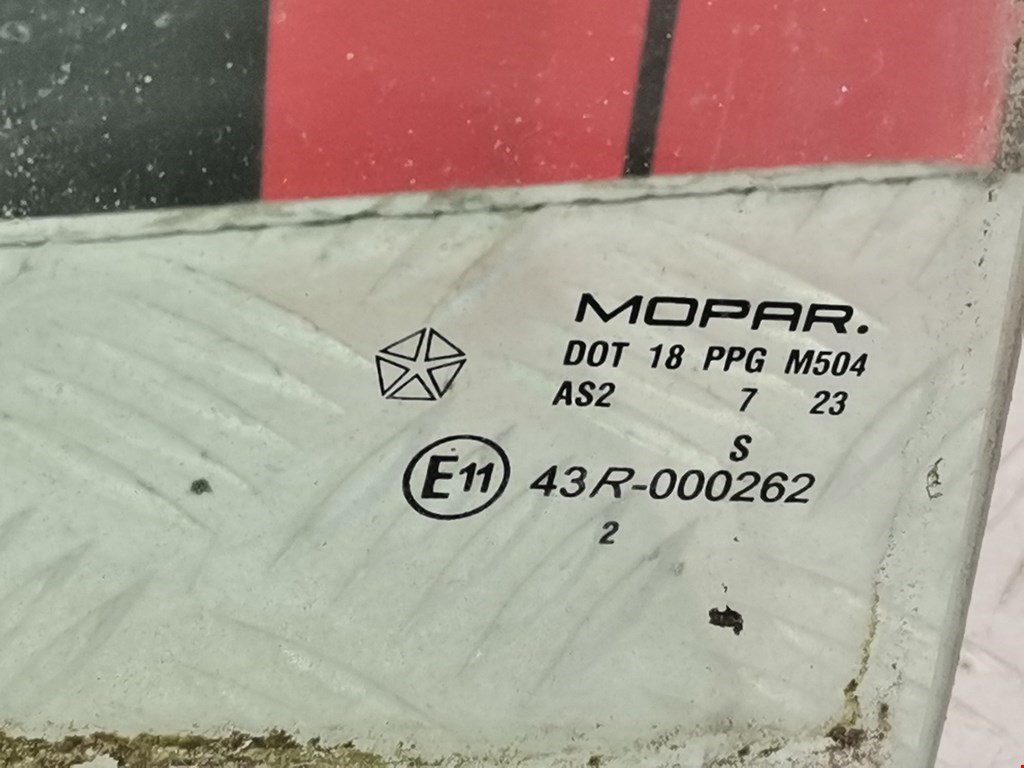 MOPAR.
DOT 18 PPG M504
AS2 7 23
S
E11 43R-000262
2